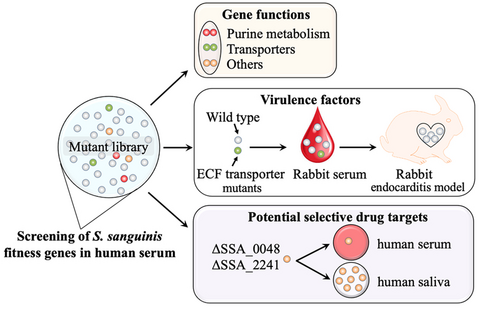 Gene functions
Purine metabolism
Transporters
Others
Mutant library
Screening of S. sanguinis
fitness genes in human serum
Virulence factors
Wild type
ECF transporter
mutants
Rabbit serum
Rabbit
endocarditis model
Potential selective drug targets
ΔSSA_0048
ΔSSA_2241
human serum
human saliva